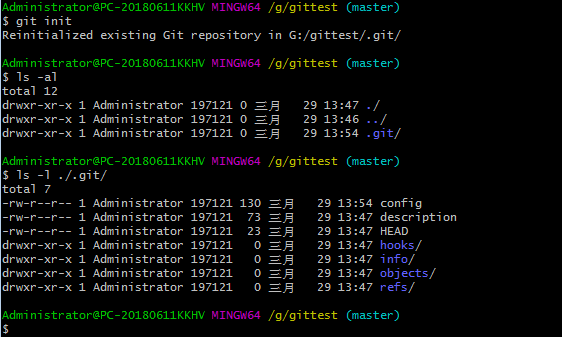 Administrator@PC-20180611KKHV MINGW64 /g/gittest (master)
$ git init
Reinitialized existing Git repository in G:/gittest/.git/
Administrator@PC-20180611KKHV MINGW64 /g/gittest (master)
$ ls -al
total 12
drwxr-xr-x 1 Administrator 197121 0 三月 29 13:47 ./
drwxr-xr-x 1 Administrator 197121 0 三月 29 13:46 ../
drwxr-xr-x 1 Administrator 197121 0 三月 29 13:54 .git/
Administrator@PC-20180611KKHV MINGW64 /g/gittest (master)
$ ls -l ./.git/
total 7
-rw-r--r-- 1 Administrator 197121 130 三月 29 13:54 config
-rw-r--r-- 1 Administrator 197121 73 三月 29 13:47 description
-rw-r--r-- 1 Administrator 197121 23 三月 29 13:47 HEAD
drwxr-xr-x 1 Administrator 197121 0 三月 29 13:47 hooks/
drwxr-xr-x 1 Administrator 197121 0 三月 29 13:47 info/
drwxr-xr-x 1 Administrator 197121 0 三月 29 13:47 objects/
drwxr-xr-x 1 Administrator 197121 0 三月 29 13:47 refs/
Administrator@PC-20180611KKHV MINGW64 /g/gittest (master)
$